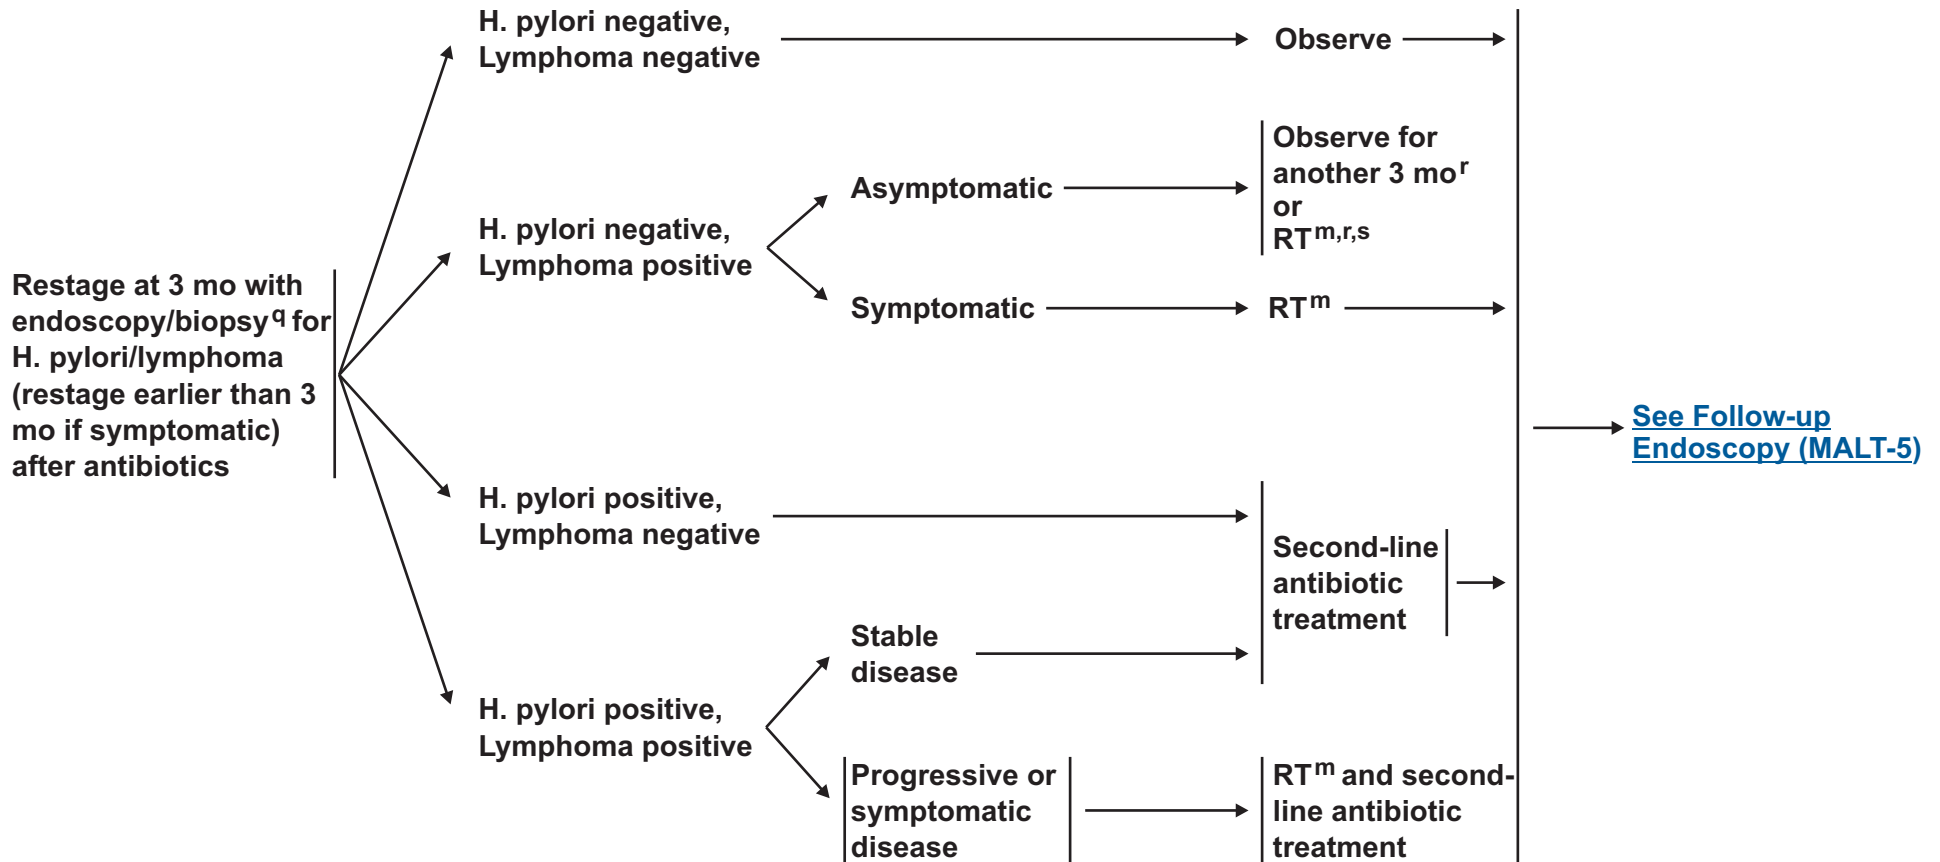 Restage at 3 mo with
endoscopy/biopsy q for
H. pylori/lymphoma
(restage earlier than 3
mo if symptomatic)
after antibiotics
H. pylori negative,
Lymphoma negative
Observe
H. pylori negative,
Lymphoma positive
Asymptomatic
Observe for
another 3 mo r
or
RT m,r,s
Symptomatic
RT m
H. pylori positive,
Lymphoma negative
Second-line
antibiotic
treatment
H. pylori positive,
Lymphoma positive
Stable
disease
Progressive or
symptomatic
disease
RT m and second-
line antibiotic
treatment
See Follow-up
Endoscopy (MALT-5)